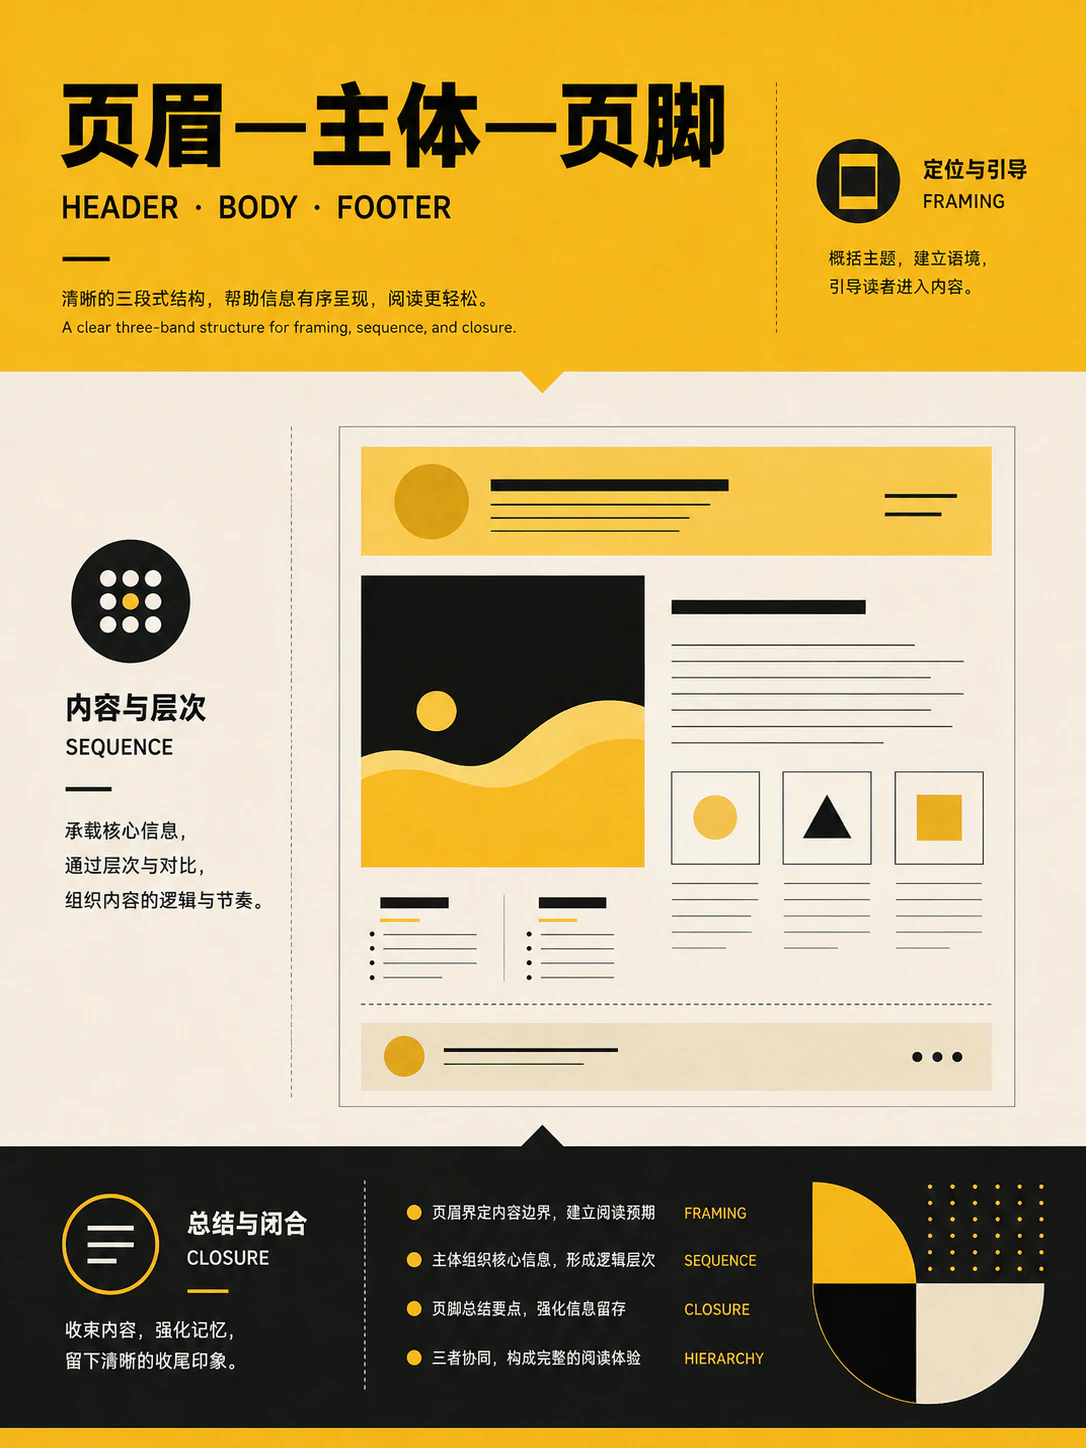 页眉—主体—页脚
HEADER · BODY · FOOTER
清晰的三段式结构，帮助信息有序呈现，阅读更轻松。
A clear three-band structure for framing, sequence, and closure.
定位与引导
FRAMING
概括主题，建立语境，
引导读者进入内容。
内容与层次
SEQUENCE
承载核心信息，
通过层次与对比，
组织内容的逻辑与节奏。
总结与闭合
CLOSURE
收束内容，强化记忆，
留下清晰的收尾印象。
页眉界定内容边界，建立阅读预期 FRAMING
主体组织核心信息，形成逻辑层次 SEQUENCE
页脚总结要点，强化信息留存 CLOSURE
三者协同，构成完整的阅读体验 HIERARCHY